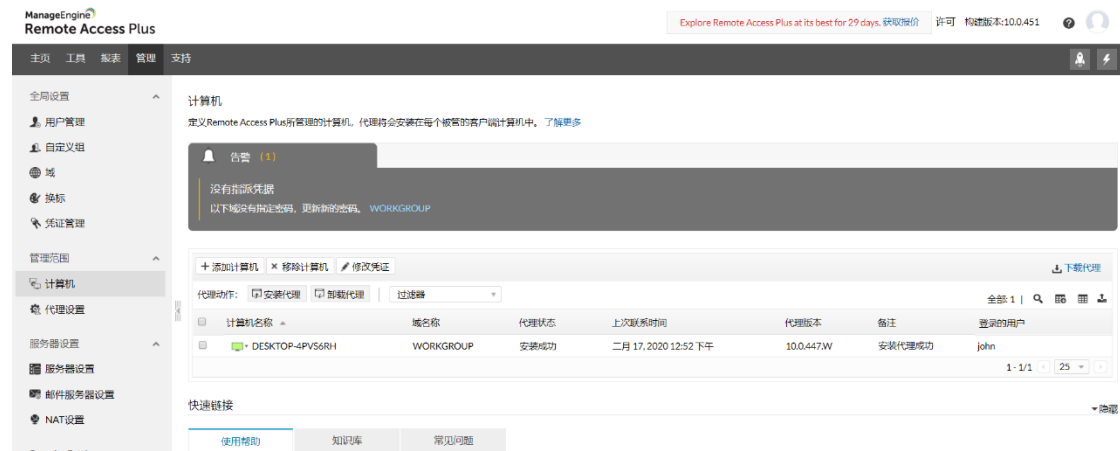 ManageEngine
Remote Access Plus
Explore Remote Access Plus at its best for 29 days. 获取报价 许可 构建版本:10.0.451
主页 工具 报表 管理 支持
全局设置
用户管理
自定义组
域
换标
凭证管理
管理范围
计算机
代理设置
服务器设置
服务器设置
邮件服务器设置
NAT设置
计算机
定义Remote Access Plus所管理的计算机，代理将会安装在每个被管的客户端计算机中。 了解更多
告警 (1)
没有指派凭据
以下域没有指定密码，更新新的密码。 WORKGROUP
添加计算机 移除计算机 修改凭证 下载代理
代理动作: 安装代理 卸载代理 过滤器 全部:1
计算机名称 域名称 代理状态 上次联系时间 代理版本 备注 登录的用户
DESKTOP-4PVS6RH WORKGROUP 安装成功 二月 17, 2020 12:52 下午 10.0.447.W 安装代理成功 john
1 - 1/1 25
快速链接 隐藏
使用帮助 知识库 常见问题